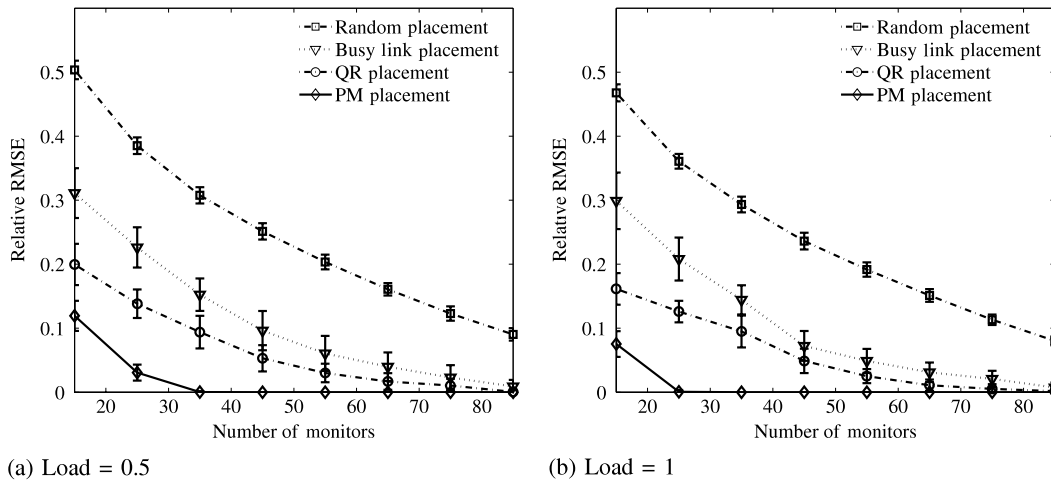 Random placement
Busy link placement
QR placement
PM placement
0.5
0.4
0.3
0.2
0.1
0
Relative RMSE
20 30 40 50 60 70 80
Number of monitors
(a) Load = 0.5
Random placement
Busy link placement
QR placement
PM placement
0.5
0.4
0.3
0.2
0.1
0
Relative RMSE
20 30 40 50 60 70 80
Number of monitors
(b) Load = 1